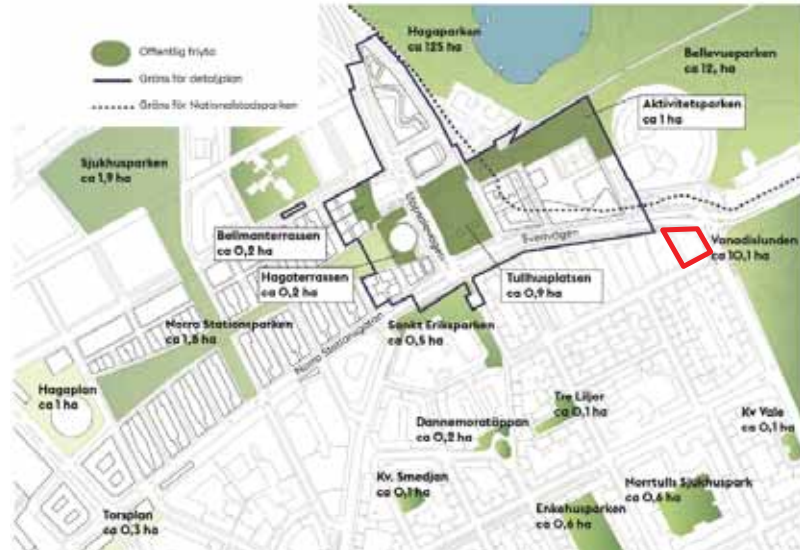 Offentlig friyta
Gräns för detaljplan
Gräns för Nationalstadsparken
Hagaparken
ca 125 ha
Bellevueparken
ca 12, ha
Aktivitetsparken
ca 1 ha
Sjukhusparken
ca 1,9 ha
Bellmanterrassen
ca 0,2 ha
Hagaterrassen
ca 0,2 ha
Uppsalavägen
Sveavägen
Vanadislunden
ca 10,1 ha
Tullhusplatsen
ca 0,9 ha
Norra Stationsparken
ca 1,8 ha
Norra Stationsgatan
Sankt Eriksparken
ca 0,5 ha
Hagaplan
ca 1 ha
Tre Liljor
ca 0,1 ha
Dannemoratäppan
ca 0,2 ha
Kv Vale
ca 0,1 ha
Kv. Smedjan
ca 0,1 ha
Norrtulls Sjukhuspark
ca 0,6 ha
Enkehusparken
ca 0,6 ha
Torsplan
ca 0,3 ha